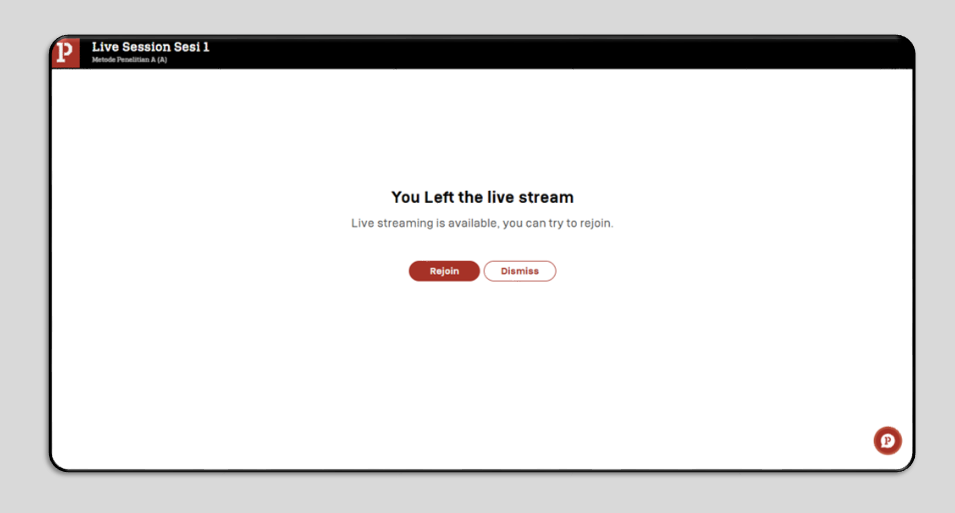 P
Live Session Sesi 1
Metode Penelitian A (A)
You Left the live stream
Live streaming is available, you can try to rejoin.
Rejoin
Dismiss
P